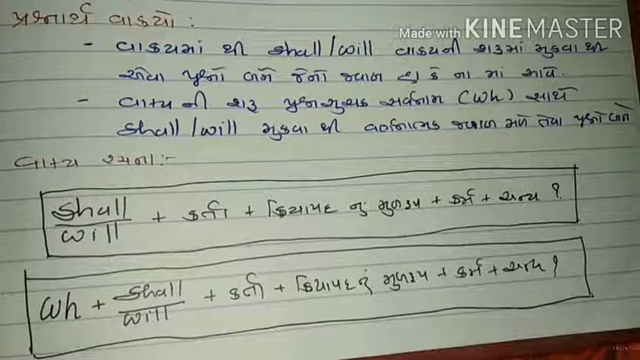 પ્રશ્નાર્થ વાક્યો :
Made with KINEMASTER
- વાક્યમાં થી shall/will વાક્યની શરૂમાં મુકવા થી
એવા પ્રશ્નો બને જેનો જવાબ હા કે ના માં આવે.
- વાક્ય ની શરૂ પ્રશ્નસુચક સર્વનામ (Wh) સાથે
shall/will મુકવા થી વર્ણનાત્મક જવાબ મળે તેવા પ્રશ્નો બને
વાક્ય રચના :-
shall
will + કર્તા + ક્રિયાપદ નું મુળરૂપ + કર્મ + અન્ય ?
Wh + shall
will + કર્તા + ક્રિયાપદ નું મુળરૂપ + કર્મ + અન્ય ?